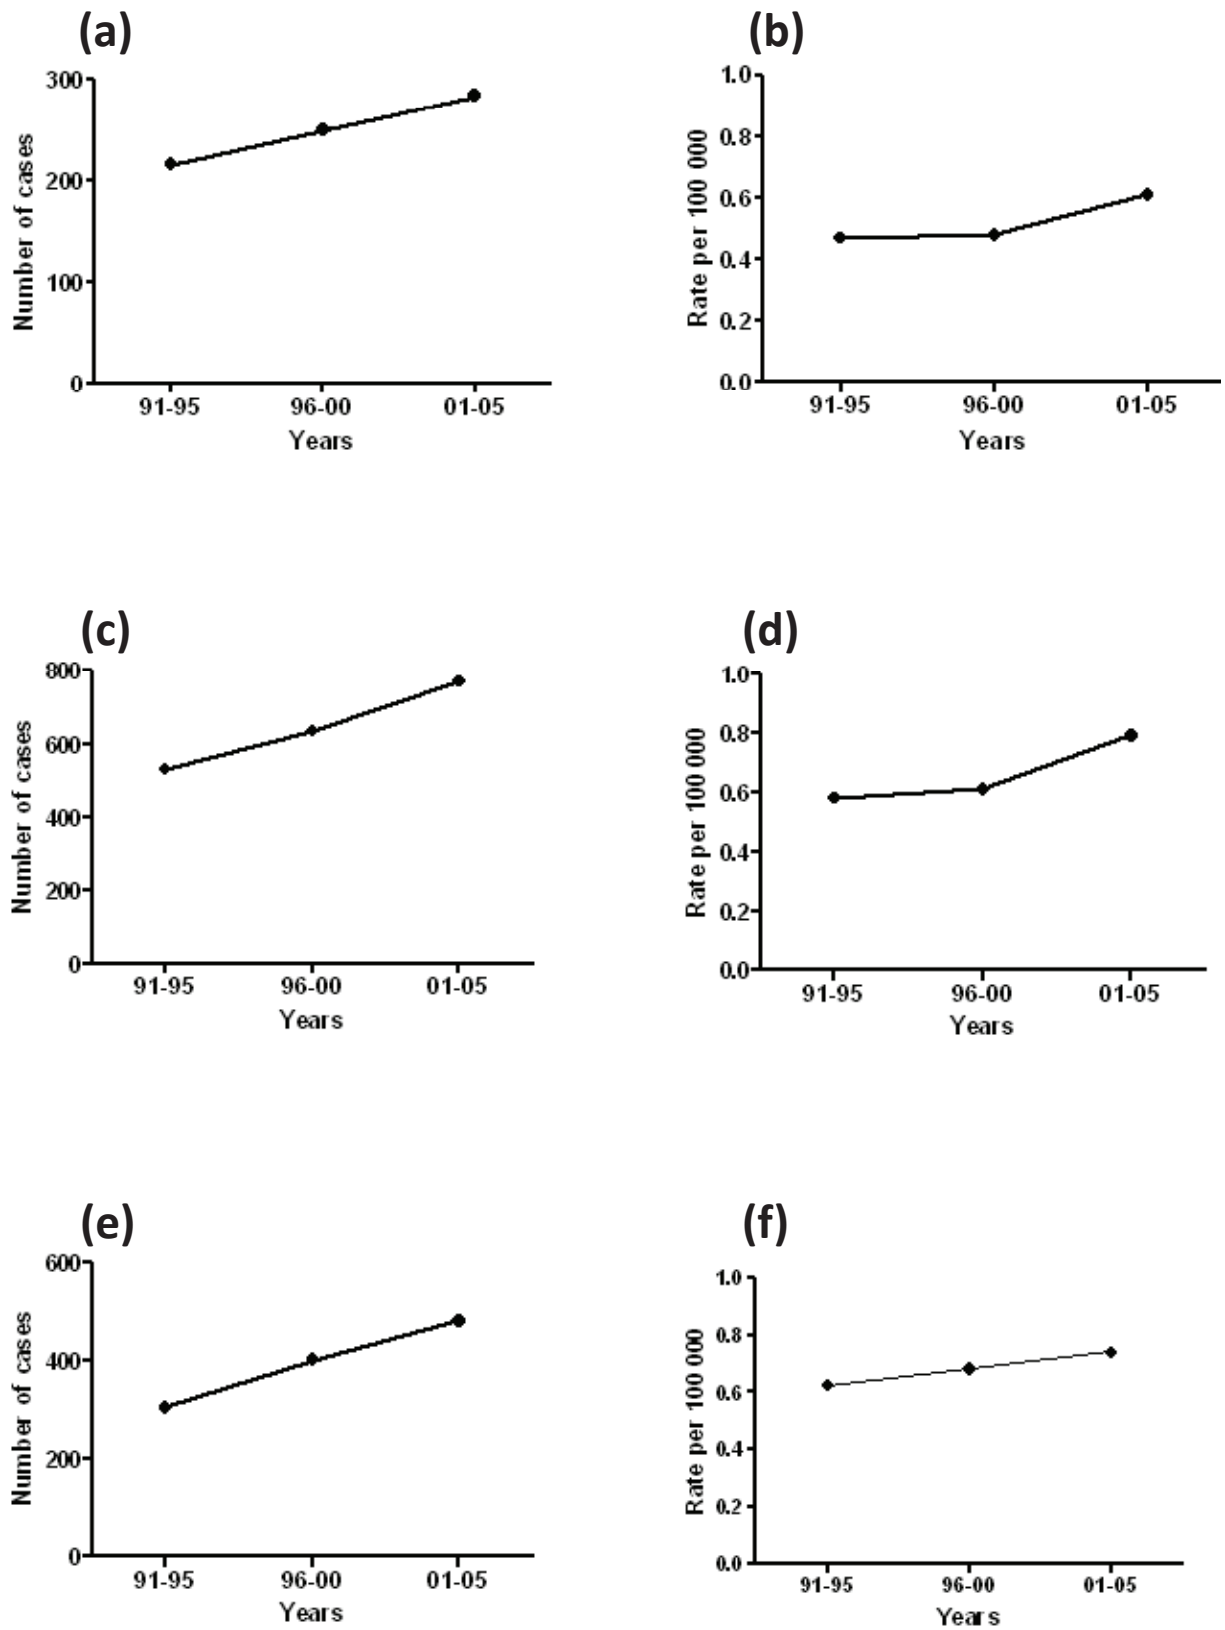 (a)
300
200
100
0
Number of cases
91-95 96-00 01-05
Years
(b)
1.0
0.8
0.6
0.4
0.2
0.0
Rate per 100 000
91-95 96-00 01-05
Years
(c)
800
600
400
200
0
Number of cases
91-95 96-00 01-05
Years
(d)
1.0
0.8
0.6
0.4
0.2
0.0
Rate per 100 000
91-95 96-00 01-05
Years
(e)
600
400
200
0
Number of cases
91-95 96-00 01-05
Years
(f)
1.0
0.8
0.6
0.4
0.2
0.0
Rate per 100 000
91-95 96-00 01-05
Years